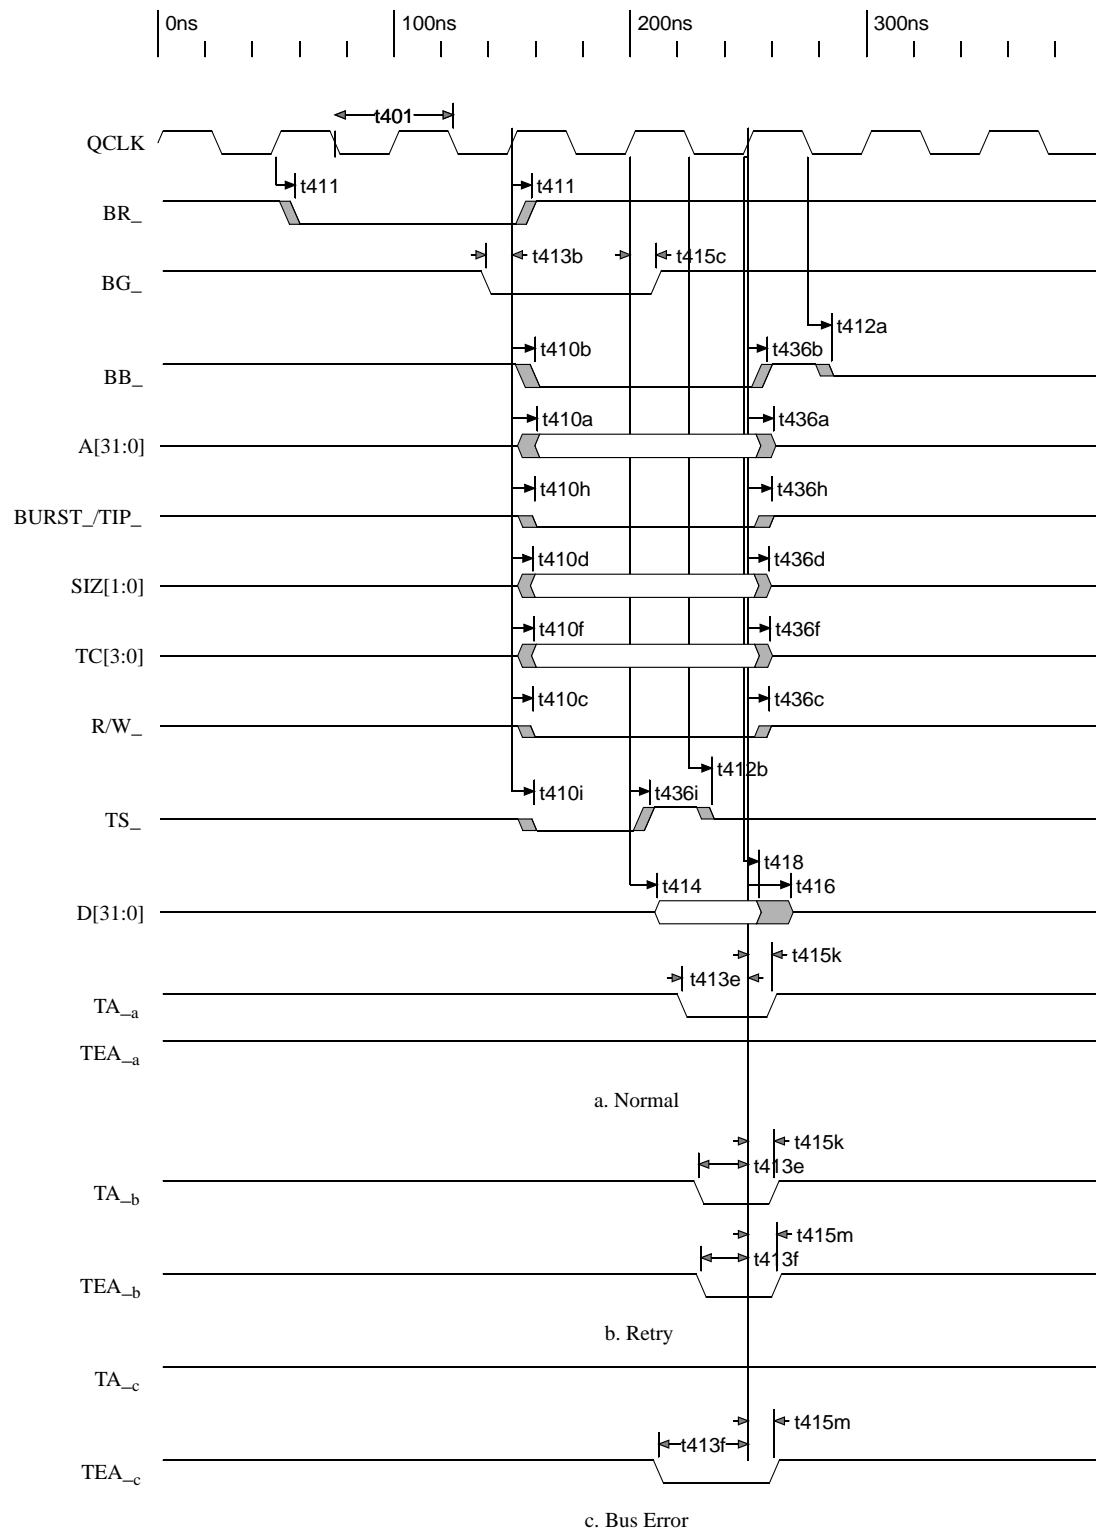 0ns 100ns 200ns 300ns
t401
QCLK
t411 t411
BR_
t413b t415c
BG_
t412a
t410b t436b
BB_
t410a t436a
A[31:0]
t410h t436h
BURST_/TIP_
t410d t436d
SIZ[1:0]
t410f t436f
TC[3:0]
t410c t436c
R/W_
t412b
t410i t436i
TS_
t418
t414 t416
D[31:0]
t415k
t413e
TA_a
TEA_a
a. Normal
t415k
t413e
TA_b
t415m
t413f
TEA_b
b. Retry
TA_c
t415m
t413f
TEA_c
c. Bus Error